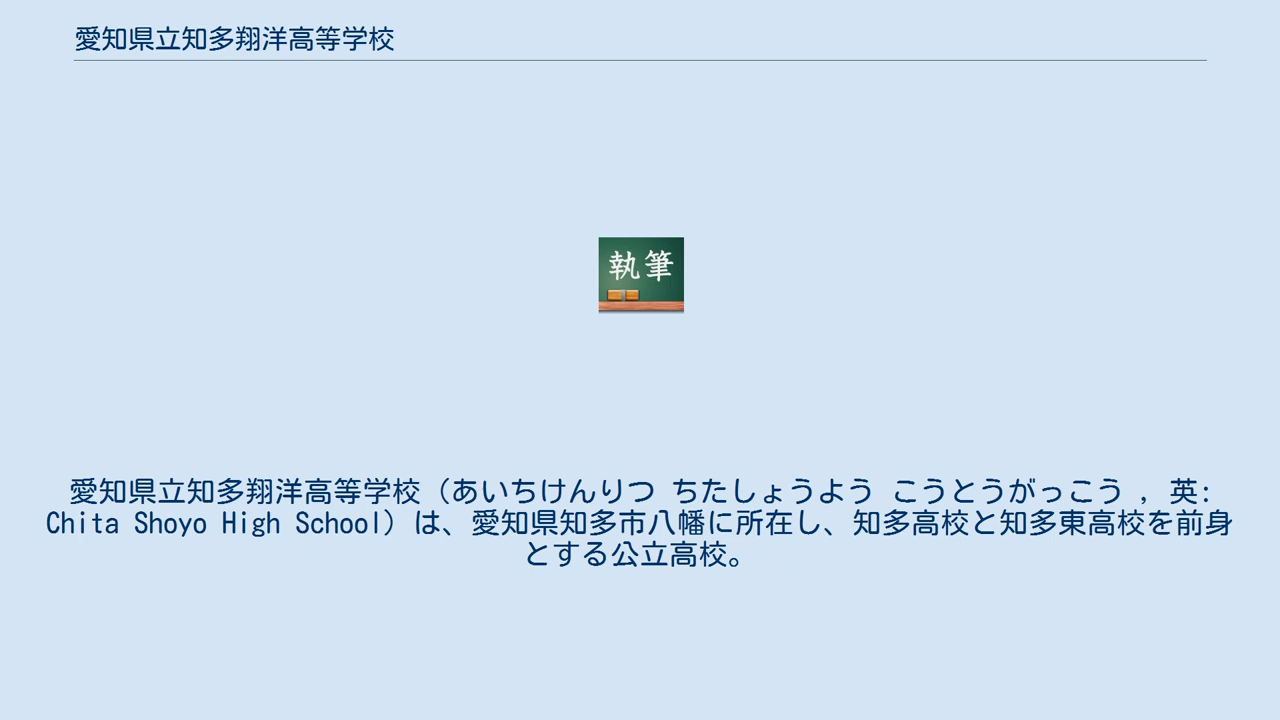 愛知県立知多翔洋高等学校
執筆
愛知県立知多翔洋高等学校（あいちけんりつ ちたしょうよう こうとうがっこう , 英:
Chita Shoyo High School）は、愛知県知多市八幡に所在し、知多高校と知多東高校を前身
とする公立高校。